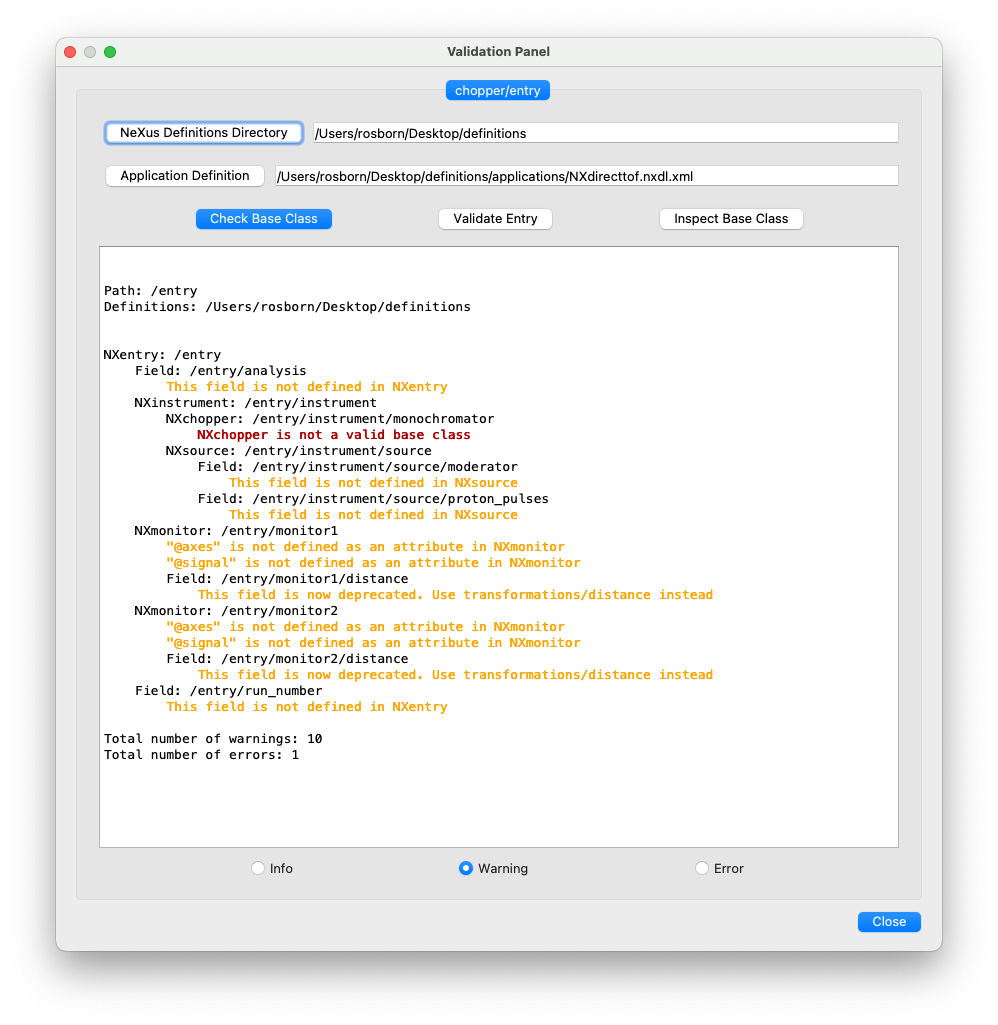 Validation Panel
chopper/entry
NeXus Definitions Directory /Users/rosborn/Desktop/definitions
Application Definition /Users/rosborn/Desktop/definitions/applications/NXdirecttof.nxdl.xml
Check Base Class Validate Entry Inspect Base Class
Path: /entry
Definitions: /Users/rosborn/Desktop/definitions
NXentry: /entry
Field: /entry/analysis
This field is not defined in NXentry
NXinstrument: /entry/instrument
NXchopper: /entry/instrument/monochromator
NXchopper is not a valid base class
NXsource: /entry/instrument/source
Field: /entry/instrument/source/moderator
This field is not defined in NXsource
Field: /entry/instrument/source/proton_pulses
This field is not defined in NXsource
NXmonitor: /entry/monitor1
"@axes" is not defined as an attribute in NXmonitor
"@signal" is not defined as an attribute in NXmonitor
Field: /entry/monitor1/distance
This field is now deprecated. Use transformations/distance instead
NXmonitor: /entry/monitor2
"@axes" is not defined as an attribute in NXmonitor
"@signal" is not defined as an attribute in NXmonitor
Field: /entry/monitor2/distance
This field is now deprecated. Use transformations/distance instead
Field: /entry/run_number
This field is not defined in NXentry
Total number of warnings: 10
Total number of errors: 1
Info Warning Error
Close